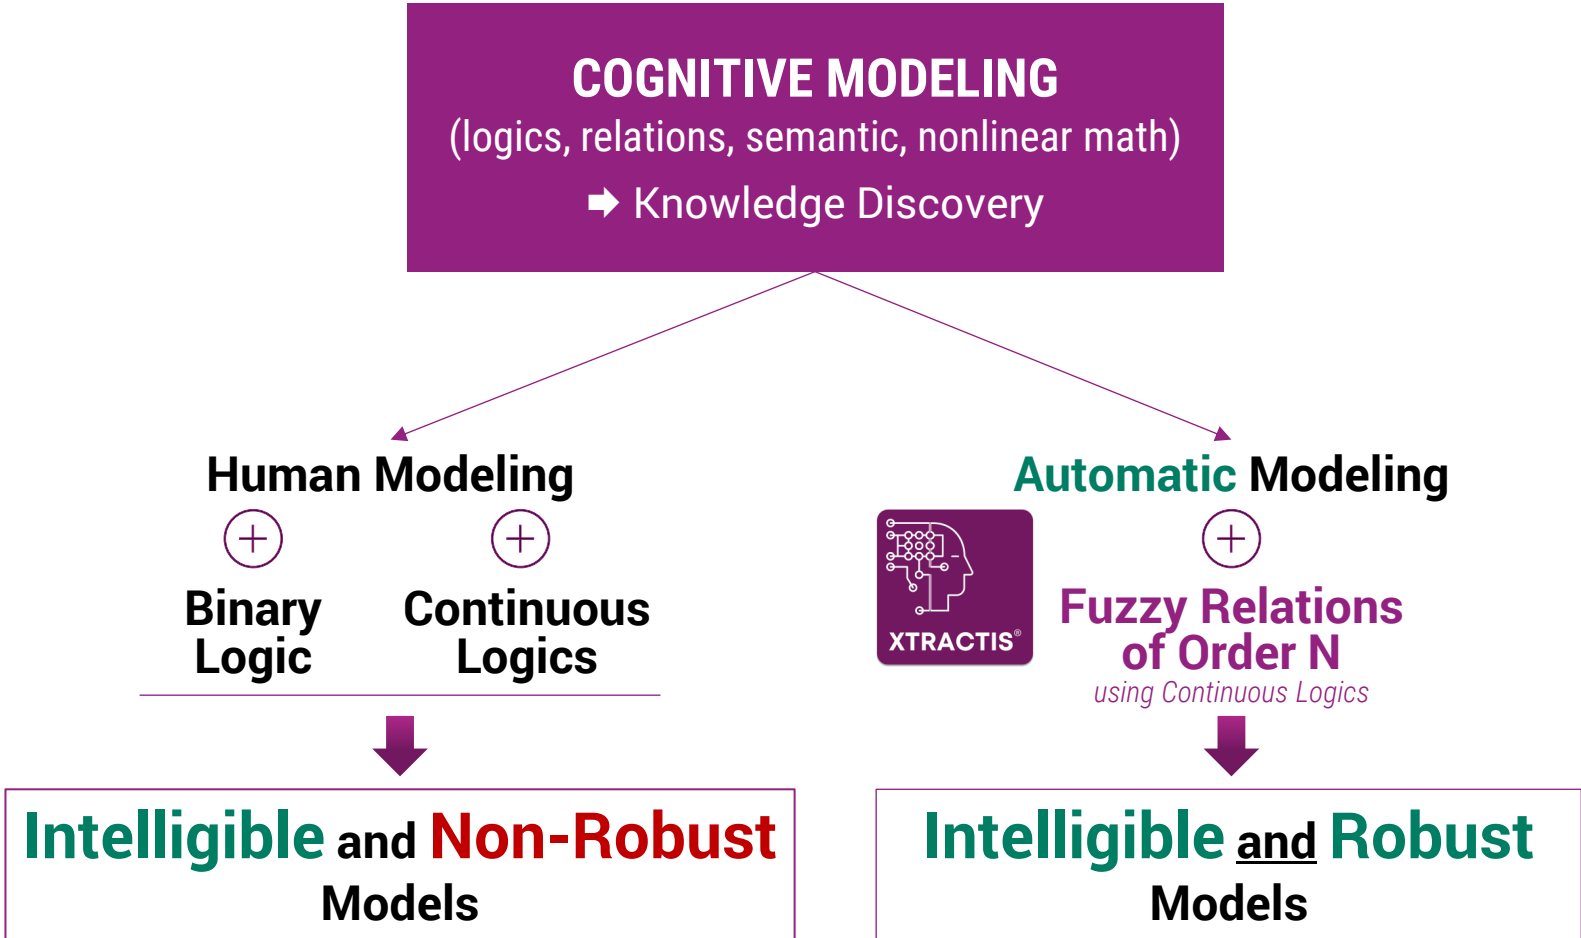 COGNITIVE MODELING
(logics, relations, semantic, nonlinear math)
➡ Knowledge Discovery
Human Modeling
Binary
Logic
Continuous
Logics
Intelligible and Non-Robust
Models
Automatic Modeling
XTRACTIS®
Fuzzy Relations
of Order N
using Continuous Logics
Intelligible and Robust
Models